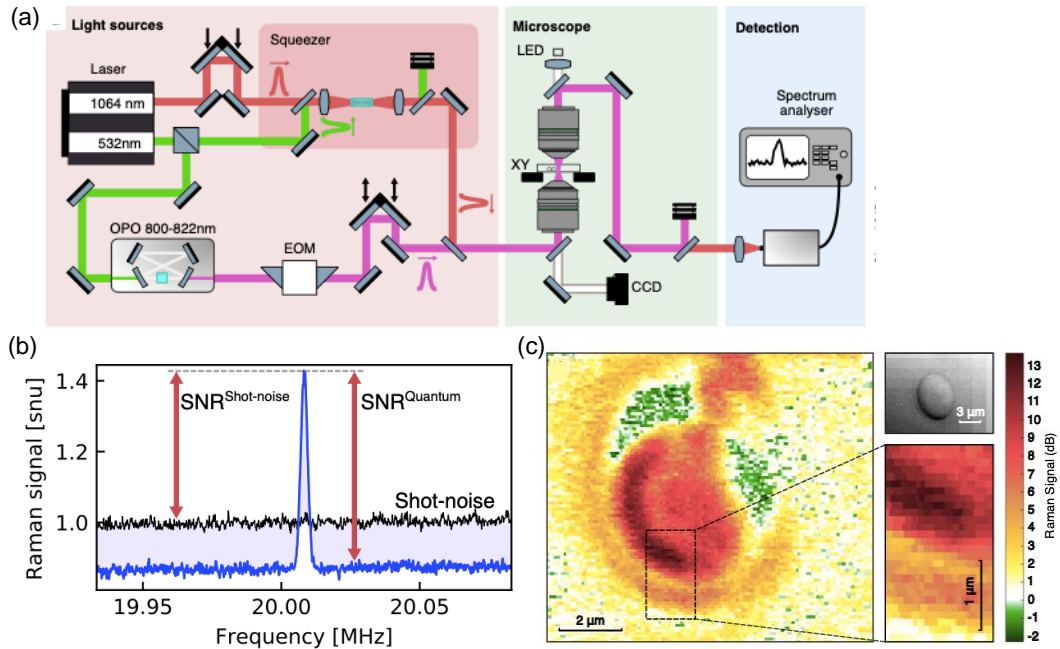 (a)
Light sources
Squeezer
Laser
1064 nm
532nm
OPO 800-822nm
EOM
Microscope
LED:
XY
CCD
Detection
Spectrum
analyser
(b)
Raman signal [snu]
1.4
1.2
1.0
SNR^Shot-noise
SNR^Quantum
Shot-noise
19.95
20.00
20.05
Frequency [MHz]
(c)
2 μm
3 μm
1 μm
13
12
11
10
9
8
7
6
5
4
3
2
1
0
-1
-2
Raman Signal (dB)